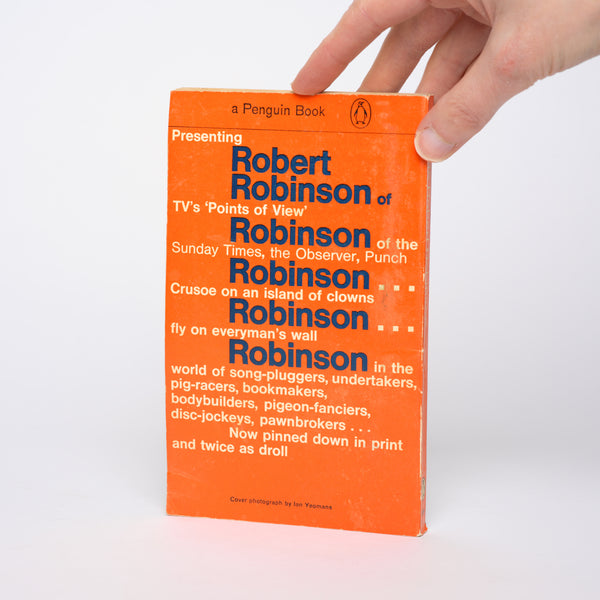 a Penguin Book
Presenting
Robert
Robinson of
TV's 'Points of View'
Robinson of the
Sunday Times, the Observer, Punch
Robinson ...
Crusoe on an island of clowns
Robinson ...
fly on everyman's wall
Robinson in the
world of song-pluggers, undertakers,
pig-racers, bookmakers,
bodybuilders, pigeon-fanciers,
disc-jockeys, pawnbrokers ...
Now pinned down in print
and twice as droll
Cover photograph by Ian Yeomans